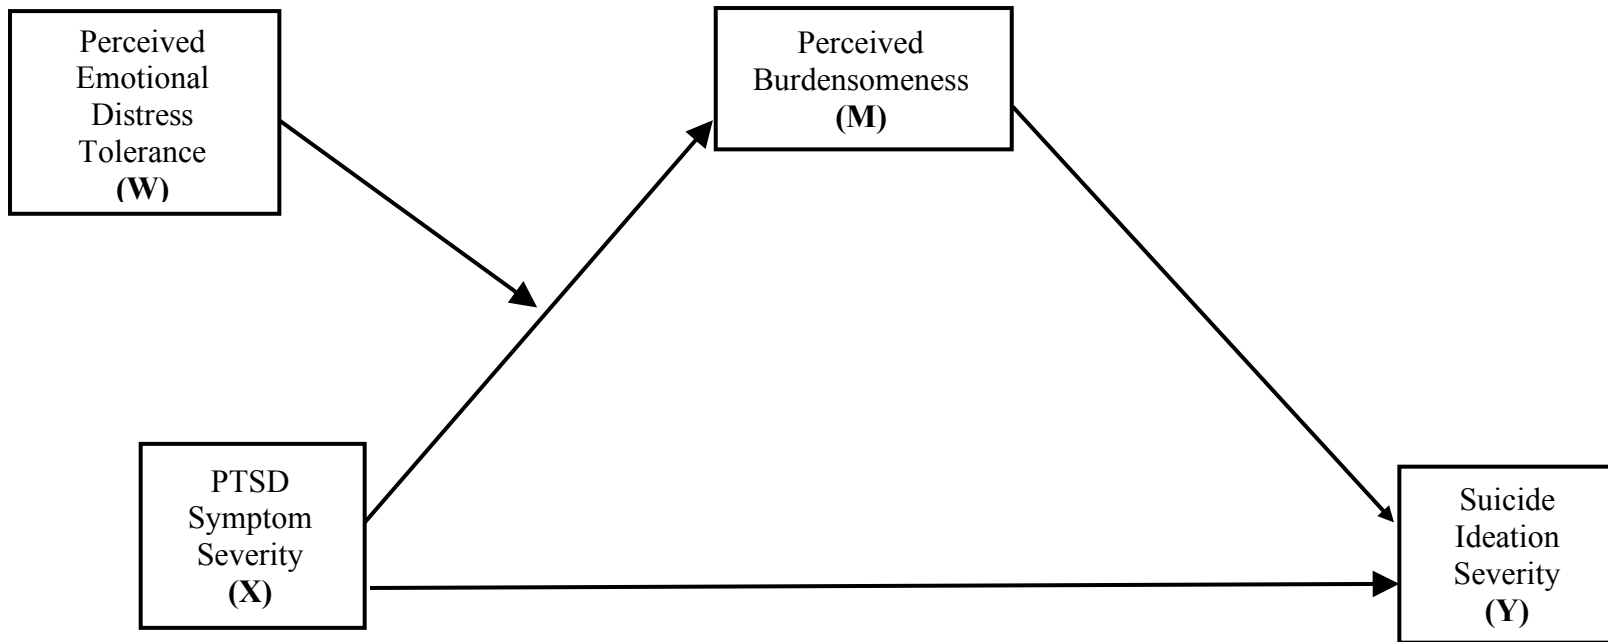 Perceived
Emotional
Distress
Tolerance
(W)
Perceived
Burdensomeness
(M)
PTSD
Symptom
Severity
(X)
Suicide
Ideation
Severity
(Y)